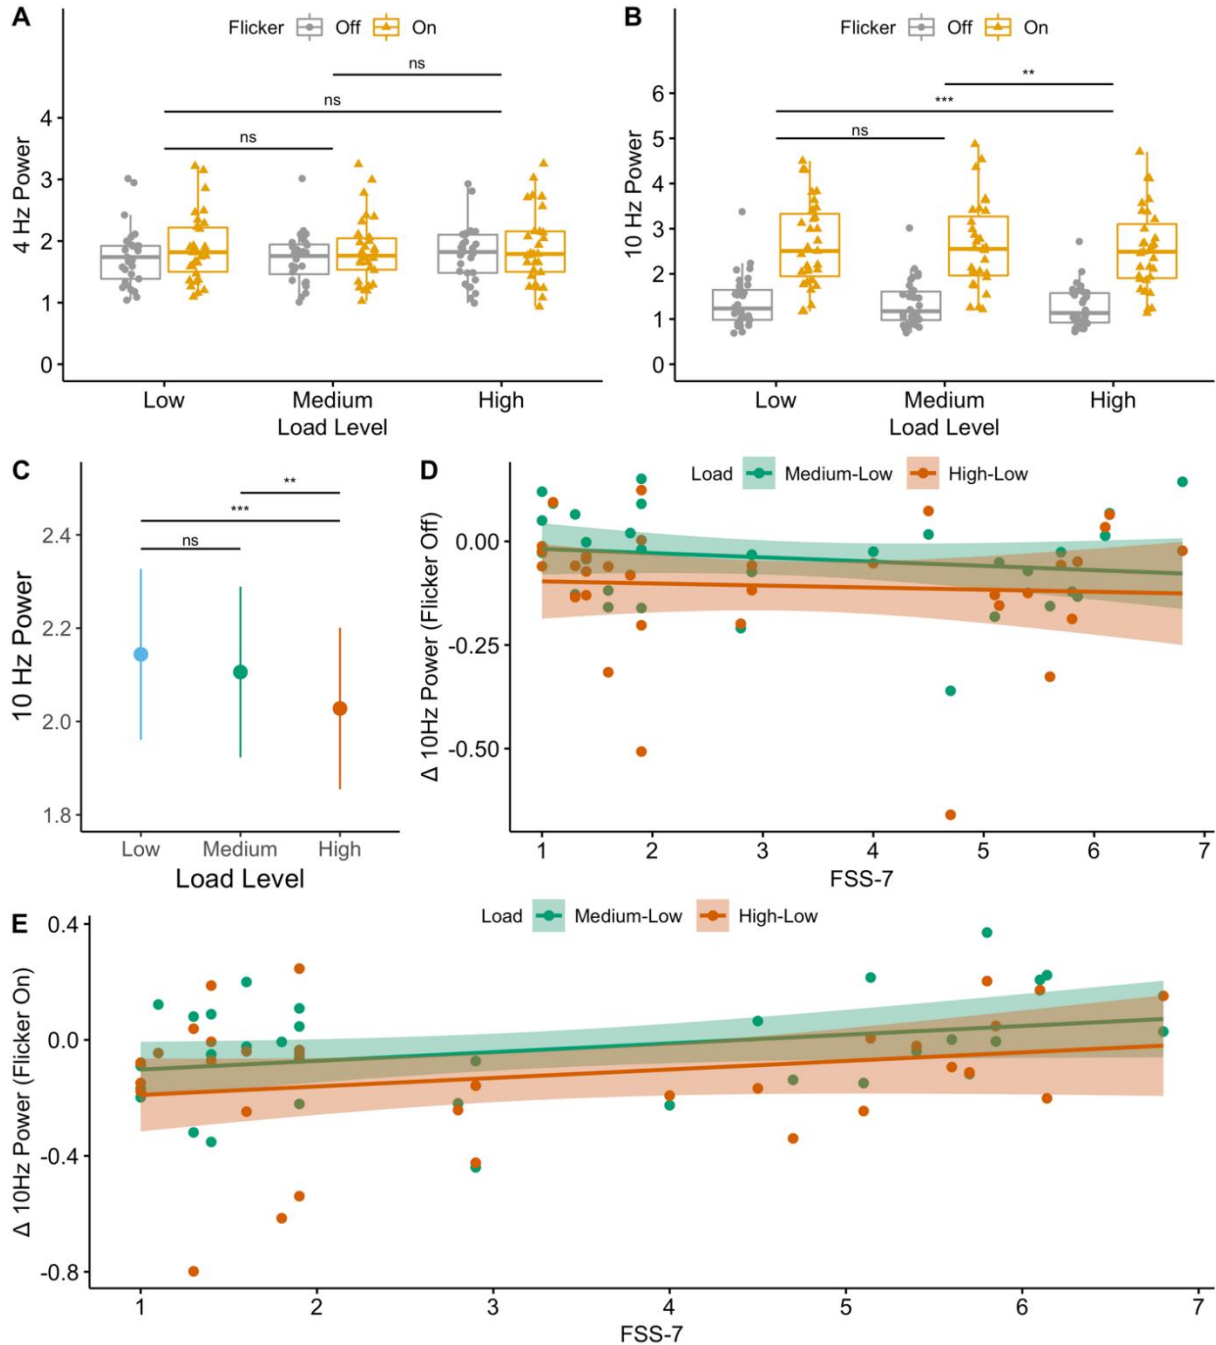 A
Flicker Off On
ns
ns
ns
4 Hz Power
4
3
2
1
0
Low Medium High
Load Level
B
Flicker Off On
**
***
ns
10 Hz Power
6
5
4
3
2
1
0
Low Medium High
Load Level
C
**
***
ns
10 Hz Power
2.4
2.2
2.0
1.8
Low Medium High
Load Level
D
Load Medium-Low High-Low
Δ 10Hz Power (Flicker Off)
0.00
-0.25
-0.50
1 2 3 4 5 6 7
FSS-7
E
Load Medium-Low High-Low
Δ 10Hz Power (Flicker On)
0.4
0.0
-0.4
-0.8
1 2 3 4 5 6 7
FSS-7